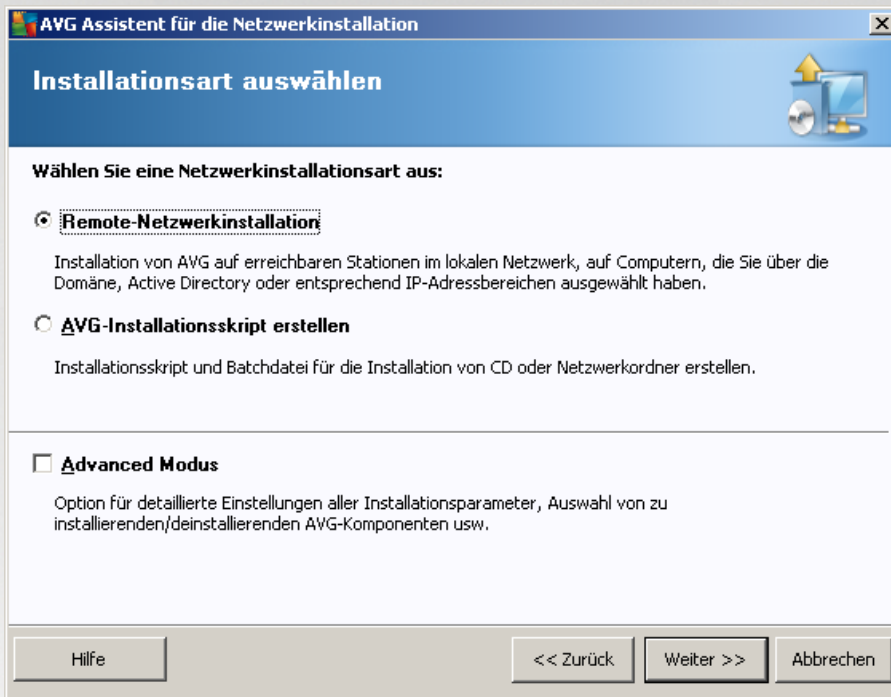 AVG Assistent für die Netzwerkinstallation
Installationsart auswählen
Wählen Sie eine Netzwerkinstallationsart aus:
Remote-Netzwerkinstallation
Installation von AVG auf erreichbaren Stationen im lokalen Netzwerk, auf Computern, die Sie über die
Domäne, Active Directory oder entsprechend IP-Adressbereichen ausgewählt haben.
AVG-Installationsskript erstellen
Installationsskript und Batchdatei für die Installation von CD oder Netzwerkordner erstellen.
Advanced Modus
Option für detaillierte Einstellungen aller Installationsparameter, Auswahl von zu
installierenden/deinstallierenden AVG-Komponenten usw.
Hilfe
<< Zurück
Weiter >>
Abbrechen